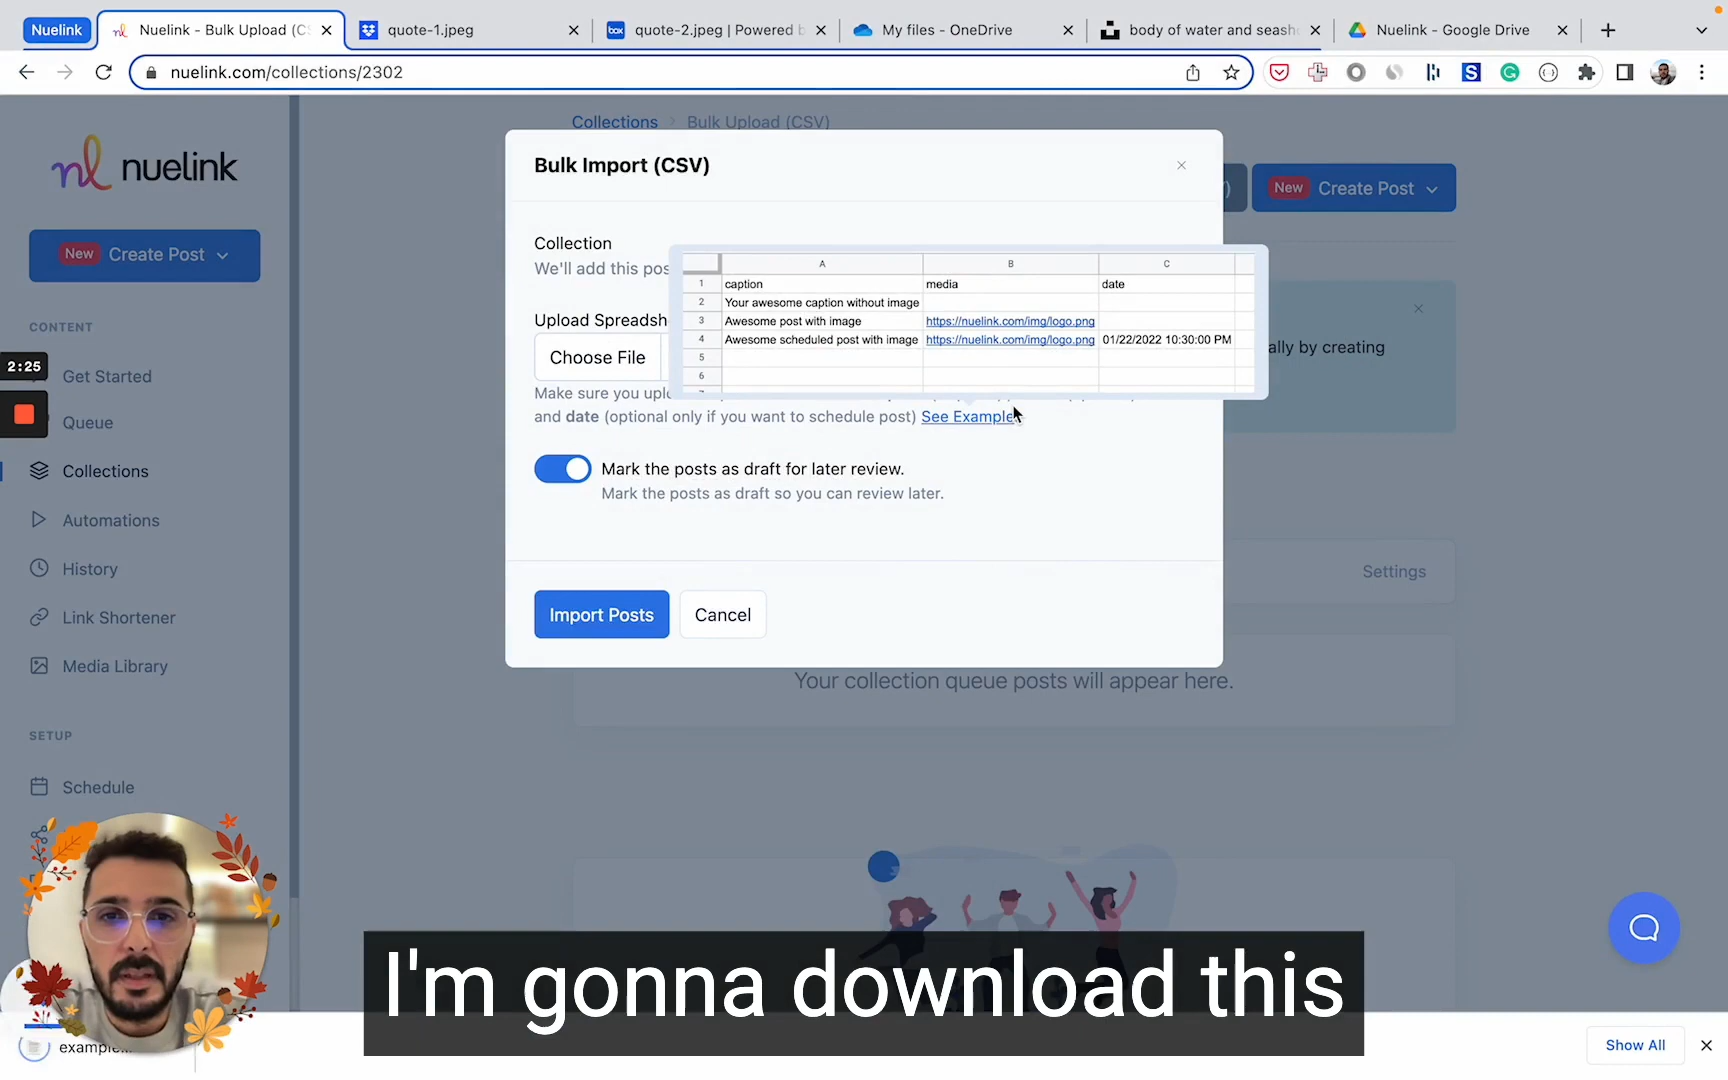 Nuelink
Nuelink - Bulk Upload (CS
quote-1.jpeg
quote-2.jpeg | Powered b
My files - OneDrive
body of water and seashe
Nuelink - Google Drive
nuelink.com/collections/2302
nuelink
New Create Post
CONTENT
2:25
Get Started
Queue
Collections
Automations
History
Link Shortener
Media Library
SETUP
Schedule
Collections > Bulk Upload (CSV)
New Create Post
Bulk Import (CSV)
Collection
We'll add this pos
Upload Spreadsh
Choose File
Make sure you uplo
and date (optional only if you want to schedule post) See Example
A B C
1 caption media date
2 Your awesome caption without image
3 Awesome post with image https://nuelink.com/img/logo.png
4 Awesome scheduled post with image https://nuelink.com/img/logo.png 01/22/2022 10:30:00 PM
5
6
ally by creating
Mark the posts as draft for later review.
Mark the posts as draft so you can review later.
Settings
Import Posts
Cancel
Your collection queue posts will appear here.
I'm gonna download this
example...
Show All